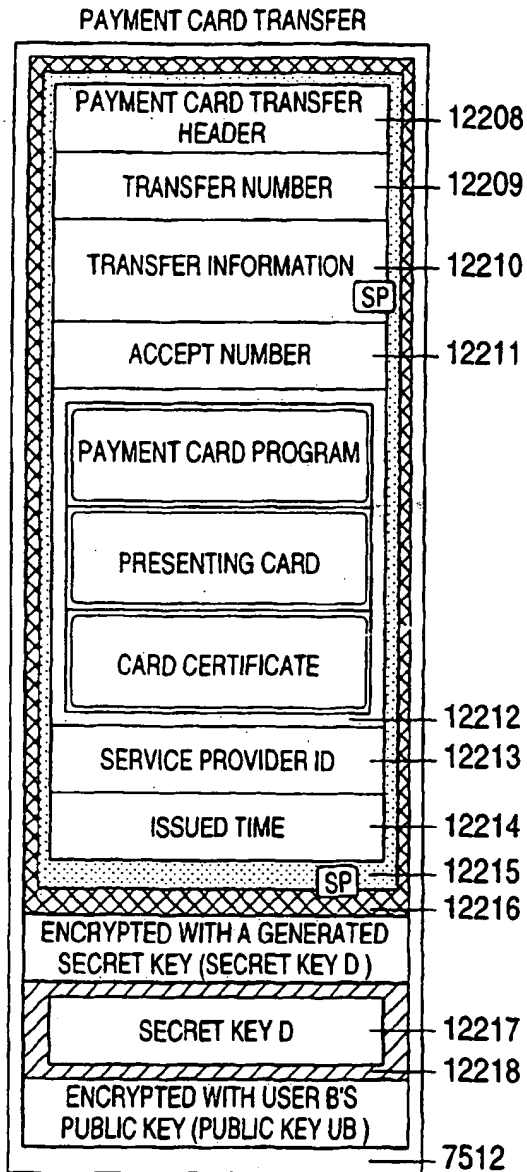 PAYMENT CARD TRANSFER
PAYMENT CARD TRANSFER
HEADER
12208
TRANSFER NUMBER
12209
TRANSFER INFORMATION
12210
SP
ACCEPT NUMBER
12211
PAYMENT CARD PROGRAM
PRESENTING CARD
CARD CERTIFICATE
12212
SERVICE PROVIDER ID
12213
ISSUED TIME
12214
12215
SP
12216
ENCRYPTED WITH A GENERATED
SECRET KEY (SECRET KEY D )
SECRET KEY D
12217
12218
ENCRYPTED WITH USER B'S
PUBLIC KEY (PUBLIC KEY UB )
7512